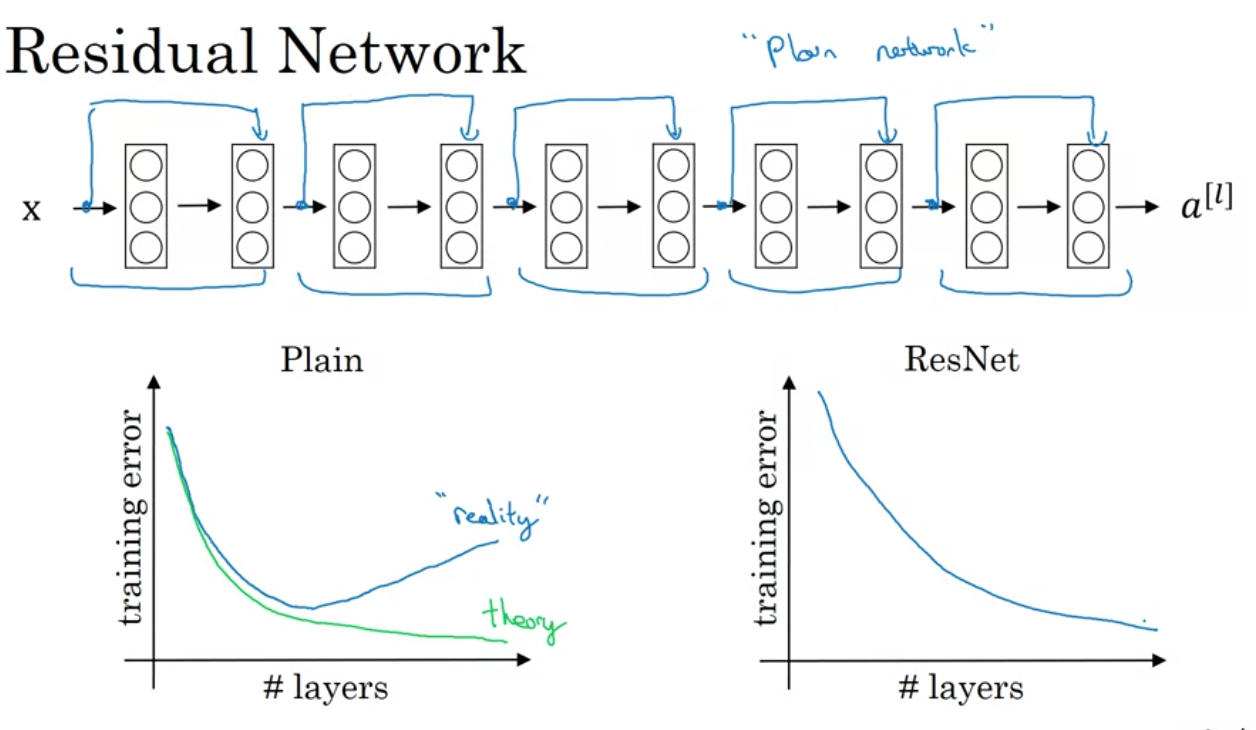 Residual Network
"Plain network"
x
a^[l]
Plain
ResNet
training error
"reality"
theory
# layers
training error
# layers